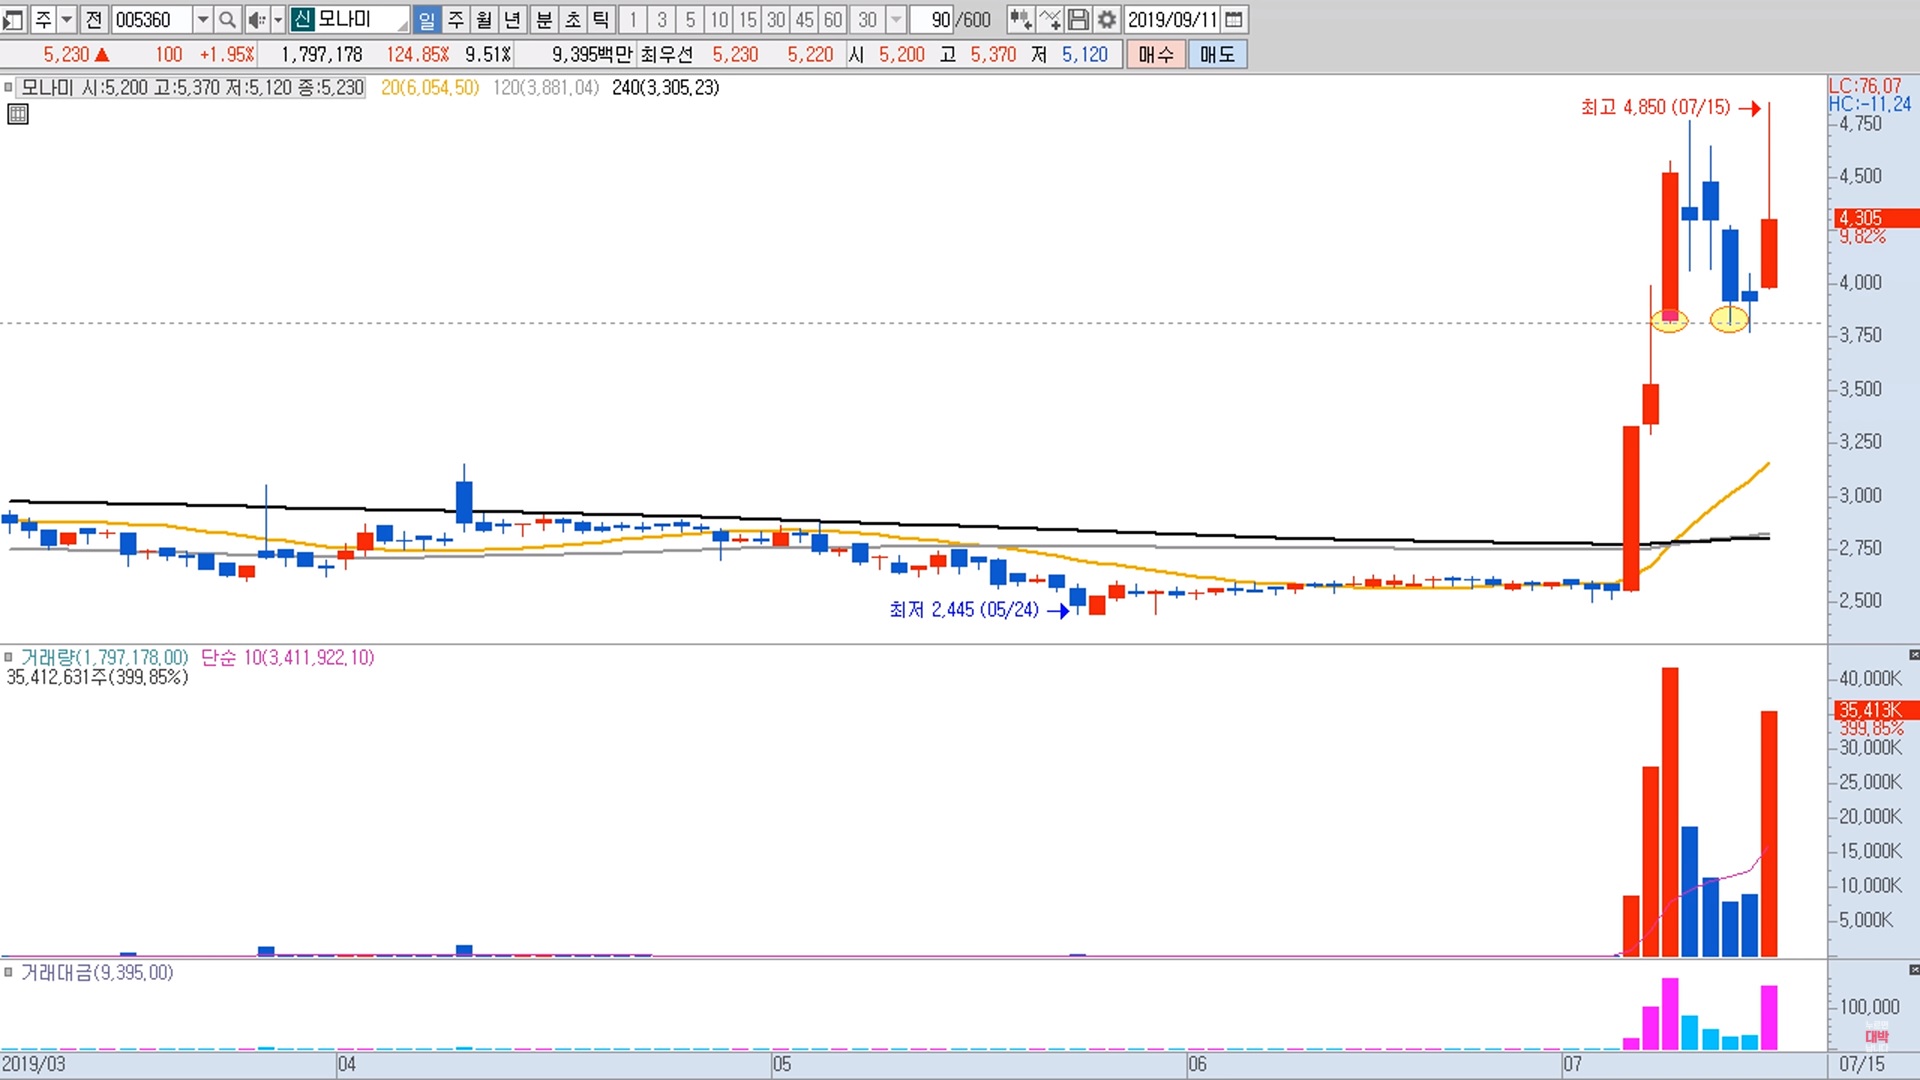 주 전 005360 신 모나미 일 주 월 년 분 초 틱 1 3 5 10 15 30 45 60 30 90 /600 2019/09/11
5,230 ▲ 100 +1.95% 1,797,178 124.85% 9.51% 9,395백만 최우선 5,230 5,220 시 5,200 고 5,370 저 5,120 매수 매도
모나미 시:5,200 고:5,370 저:5,120 종:5,230 20(6,054.50) 120(3,881.04) 240(3,305.23)
LC:76.07
HC:-11.24
최고 4,850 (07/15)
4,750
4,500
4,305
9.82%
4,000
3,750
3,500
3,250
3,000
2,750
2,500
최저 2,445 (05/24)
거래량(1,797,178.00) 단순 10(3,411,922.10)
35,412,631주(399.85%)
40,000K
35,413K
399.85%
30,000K
25,000K
20,000K
15,000K
10,000K
5,000K
거래대금(9,395.00)
100,000
대박
2019/03 04 05 06 07 07/15